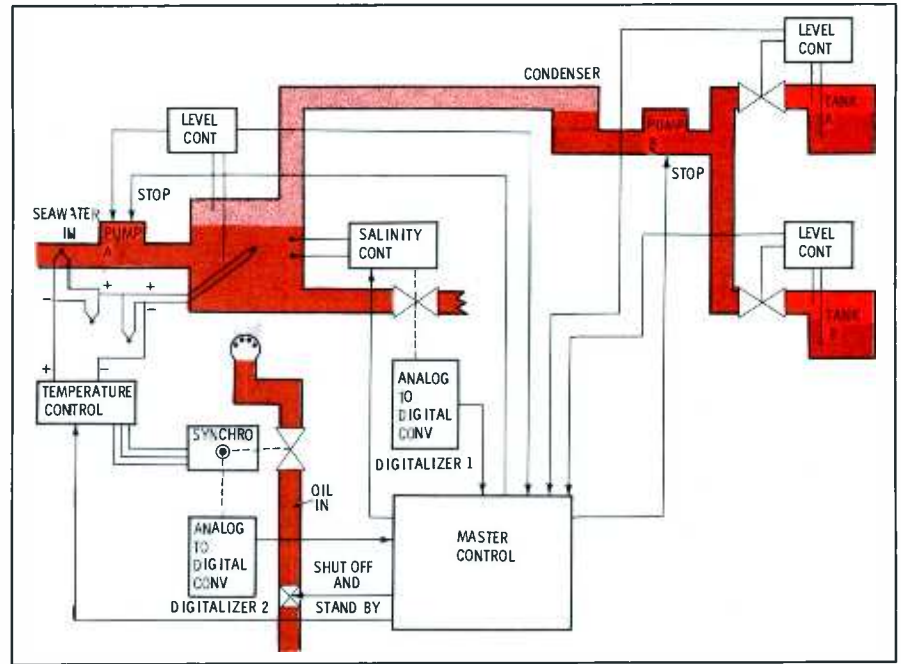 LEVEL
CONT
CONDENSER
LEVEL
CONT
TANK
A
PUMP
B
STOP
STOP
SEAWATER
IN
PUMP
A
SALINITY
CONT
LEVEL
CONT
TANK
+
+
-
-
+
-
TEMPERATURE
CONTROL
SYNCHRO
ANALOG
TO
DIGITAL
CONV
DIGITALIZER 1
OIL
IN
ANALOG
TO
DIGITAL
CONV
DIGITALIZER 2
MASTER
CONTROL
SHUT OFF
AND
STAND BY